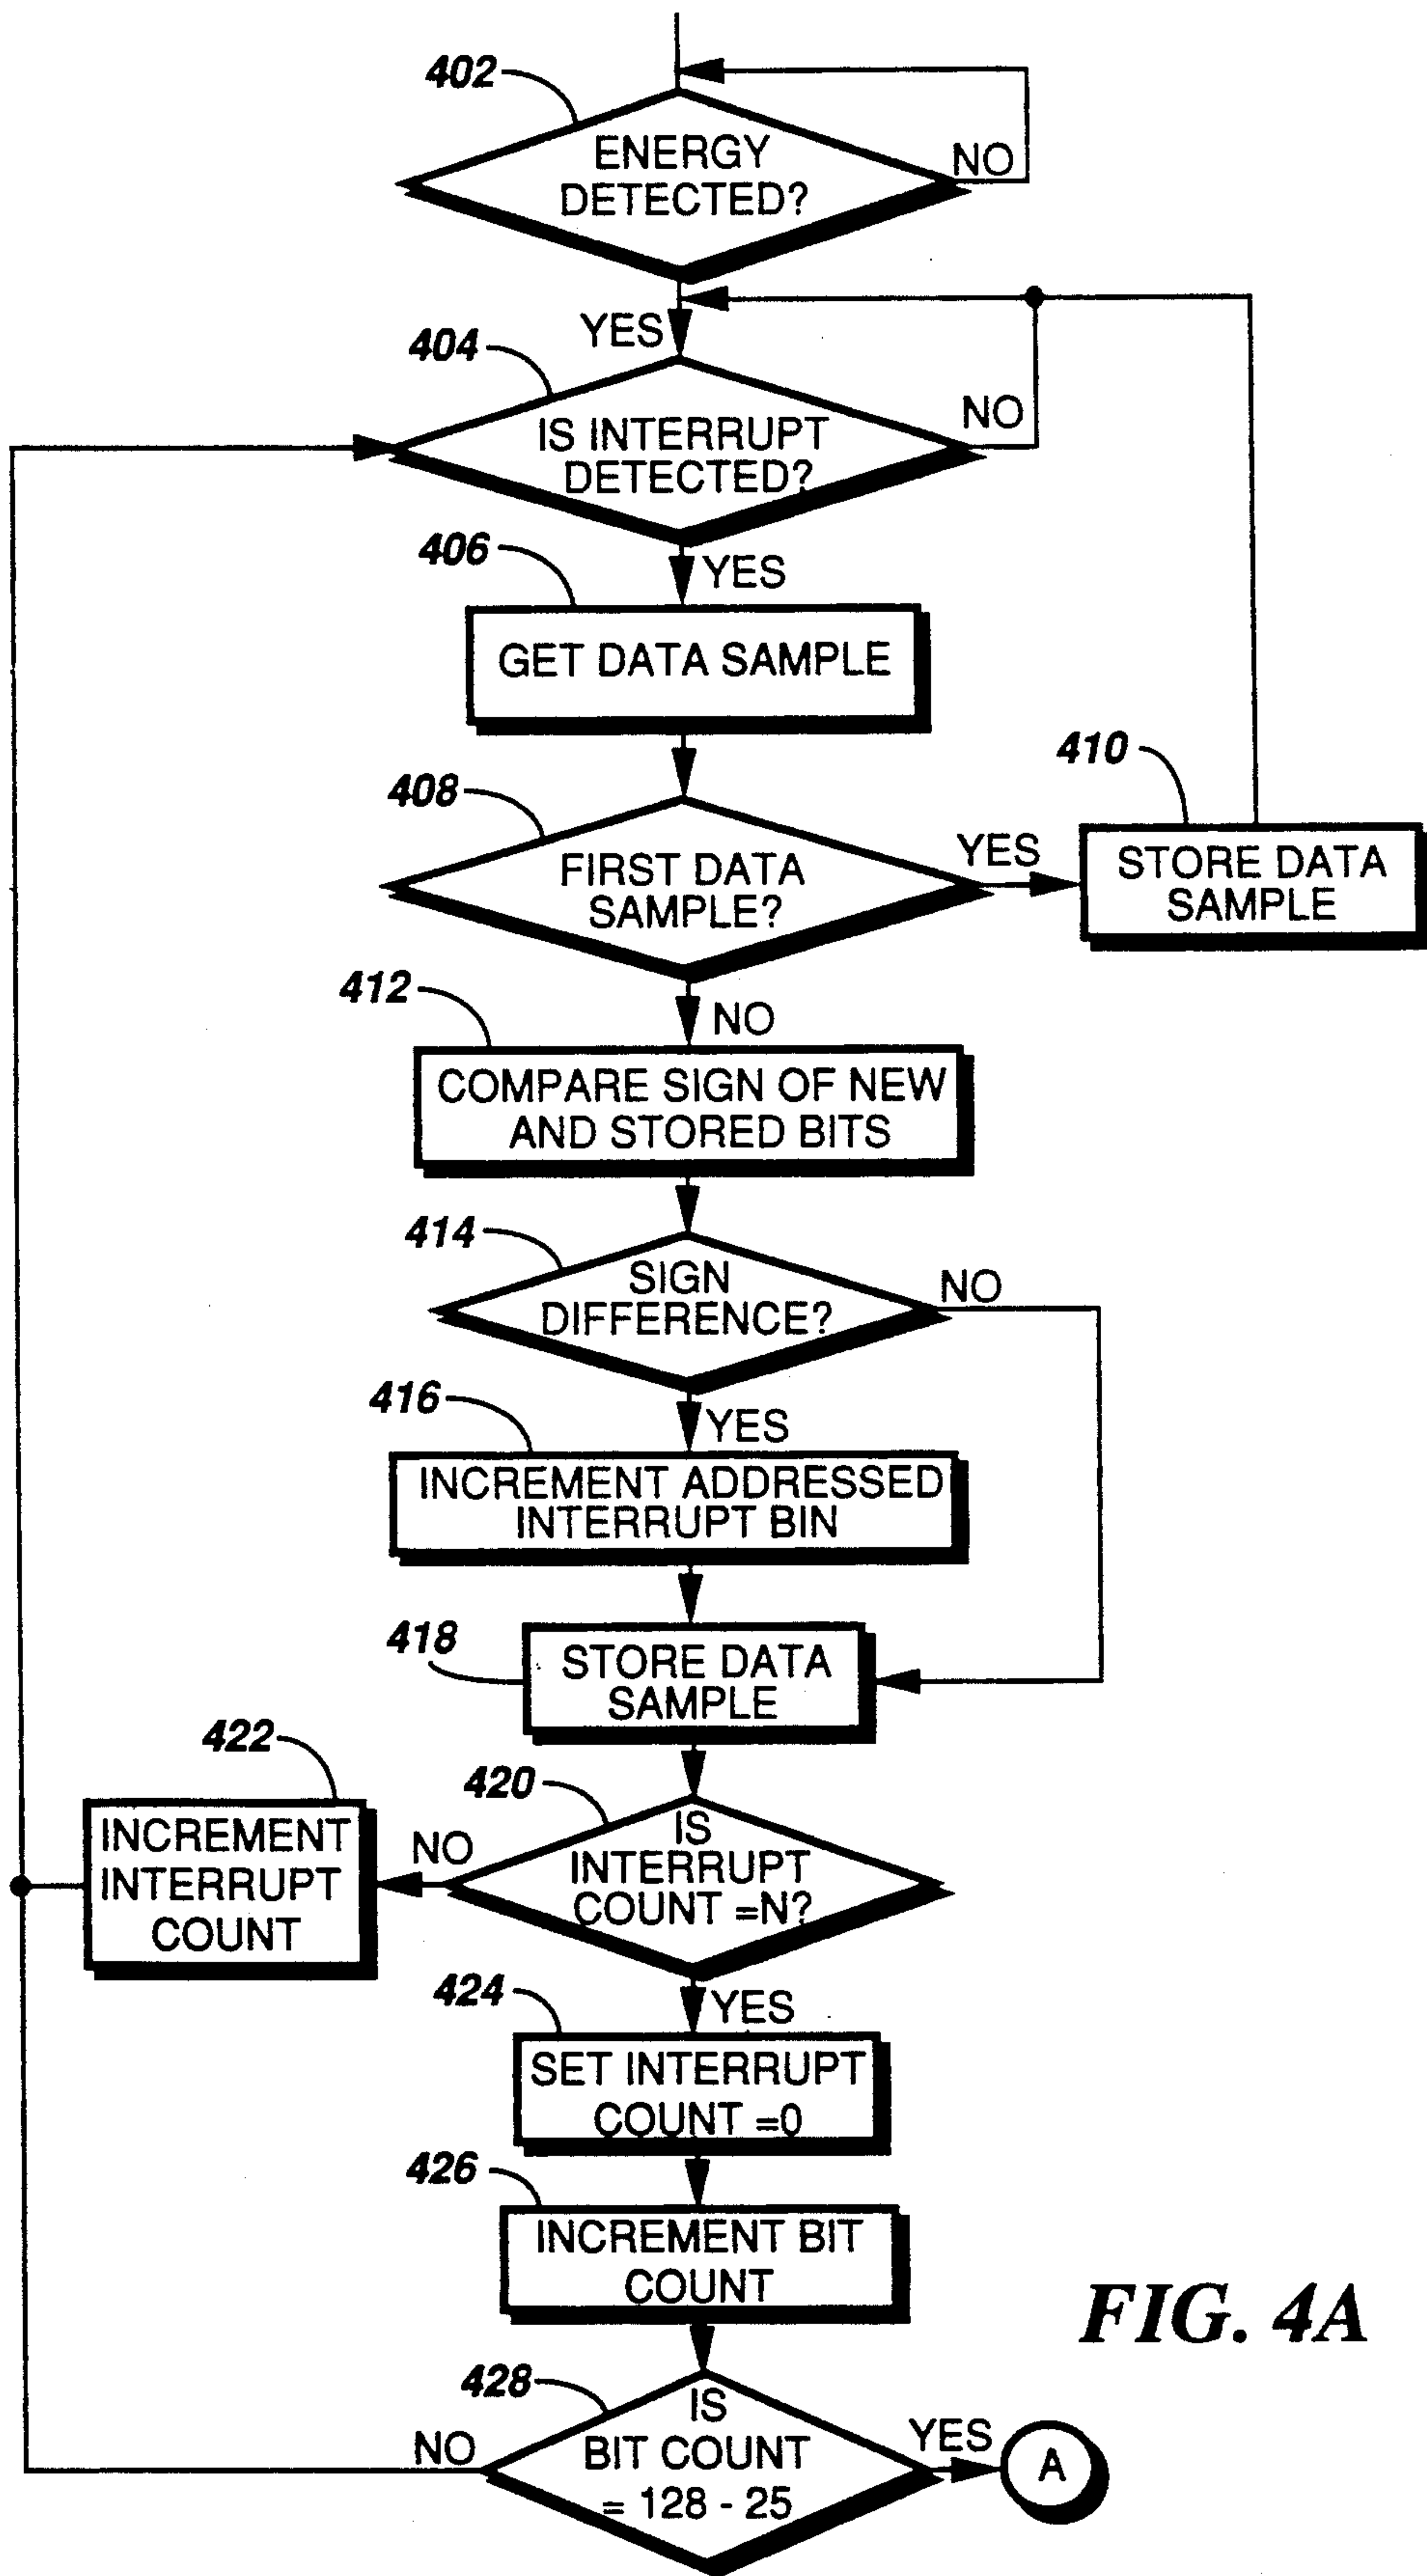 402
ENERGY
DETECTED?
NO
YES
404
IS INTERRUPT
DETECTED?
NO
406
YES
GET DATA SAMPLE
408
FIRST DATA
SAMPLE?
YES
410
STORE DATA
SAMPLE
412
NO
COMPARE SIGN OF NEW
AND STORED BITS
414
SIGN
DIFFERENCE?
NO
416
YES
INCREMENT ADDRESSED
INTERRUPT BIN
418
STORE DATA
SAMPLE
420
IS
INTERRUPT
COUNT =N?
NO
422
INCREMENT
INTERRUPT
COUNT
424
YES
SET INTERRUPT
COUNT =0
426
INCREMENT BIT
COUNT
428
IS
BIT COUNT
= 128 - 25
NO
YES
A
FIG. 4A